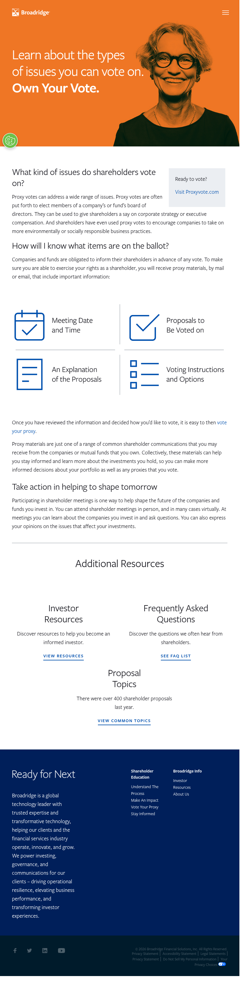 Broadridge
Learn about the types
of issues you can vote on.
Own Your Vote.
What kind of issues do shareholders vote
on?
Ready to vote?
Visit Proxyvote.com
Proxy votes can address a wide range of issues. Proxy votes are often
put forth to elect members of a company’s or fund’s board of
directors. They can be used to give shareholders a say on corporate strategy or executive
compensation. And shareholders have even used proxy votes to encourage companies to take on
more environmentally or socially responsible business practices.
How will I know what items are on the ballot?
Companies and funds are obligated to inform their shareholders in advance of any vote. To make
sure you are able to exercise your rights as a shareholder, you will receive proxy materials, by mail
or email, that include important information:
Meeting Date
and Time
Proposals to
Be Voted on
An Explanation
of the Proposals
Voting Instructions
and Options
Once you have reviewed the information and decided how you’d like to vote, it is easy to then vote
your proxy.
Proxy materials are just one of a range of common shareholder communications that you may
receive from the companies or mutual funds that you own. Collectively, these materials can help
you stay informed and learn more about the investments you hold, so you can make more
informed decisions about your portfolio as well as any proxies that you vote.
Take action in helping to shape tomorrow
Participating in shareholder meetings is one way to help shape the future of the companies and
funds you invest in. You can attend shareholder meetings in person, and in many cases virtually. At
meetings you can learn about the companies you invest in and ask questions. You can also express
your opinions on the issues that affect your investments.
Additional Resources
Investor
Resources
Discover resources to help you become an
informed investor.
VIEW RESOURCES
Frequently Asked
Questions
Discover the questions we often hear from
shareholders.
SEE FAQ LIST
Proposal
Topics
There were over 400 shareholder proposals
last year.
VIEW COMMON TOPICS
Ready for Next
Broadridge is a global
technology leader with
trusted expertise and
transformative technology,
helping our clients and the
financial services industry
operate, innovate, and grow.
We power investing,
governance, and
communications for our
clients – driving operational
resilience, elevating business
performance, and
transforming investor
experiences.
Shareholder
Education
Understand The
Process
Make An Impact
Vote Your Proxy
Stay Informed
Broadridge Info
Investor
Resources
About Us
© 2026 Broadridge Financial Solutions, Inc. All Rights Reserved.
Privacy Statement | Accessibility Statement | Legal Statements |
Privacy Statement | Do Not Sell My Personal Information | Your
Privacy Choices